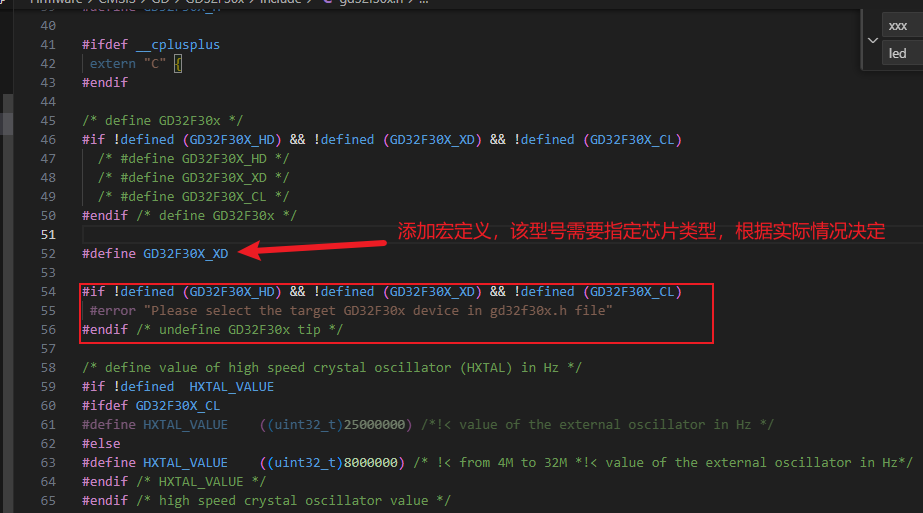 Firmware > CMSIS > GD > GD32F30x > Include > C gd32f30x.h > ...
xxx
led
40
41 #ifdef __cplusplus
42 extern "C" {
43 #endif
44
45 /* define GD32F30x */
46 #if !defined (GD32F30X_HD) && !defined (GD32F30X_XD) && !defined (GD32F30X_CL)
47 /* #define GD32F30X_HD */
48 /* #define GD32F30X_XD */
49 /* #define GD32F30X_CL */
50 #endif /* define GD32F30x */
51 添加宏定义，该型号需要指定芯片类型，根据实际情况决定
52 #define GD32F30X_XD
53
54 #if !defined (GD32F30X_HD) && !defined (GD32F30X_XD) && !defined (GD32F30X_CL)
55 #error "Please select the target GD32F30x device in gd32f30x.h file"
56 #endif /* undefine GD32F30x tip */
57
58 /* define value of high speed crystal oscillator (HXTAL) in Hz */
59 #if !defined  HXTAL_VALUE
60 #ifdef GD32F30X_CL
61 #define HXTAL_VALUE    ((uint32_t)25000000) /*!< value of the external oscillator in Hz */
62 #else
63 #define HXTAL_VALUE    ((uint32_t)8000000) /* !< from 4M to 32M *!< value of the external oscillator in Hz*/
64 #endif /* HXTAL_VALUE */
65 #endif /* high speed crystal oscillator value */